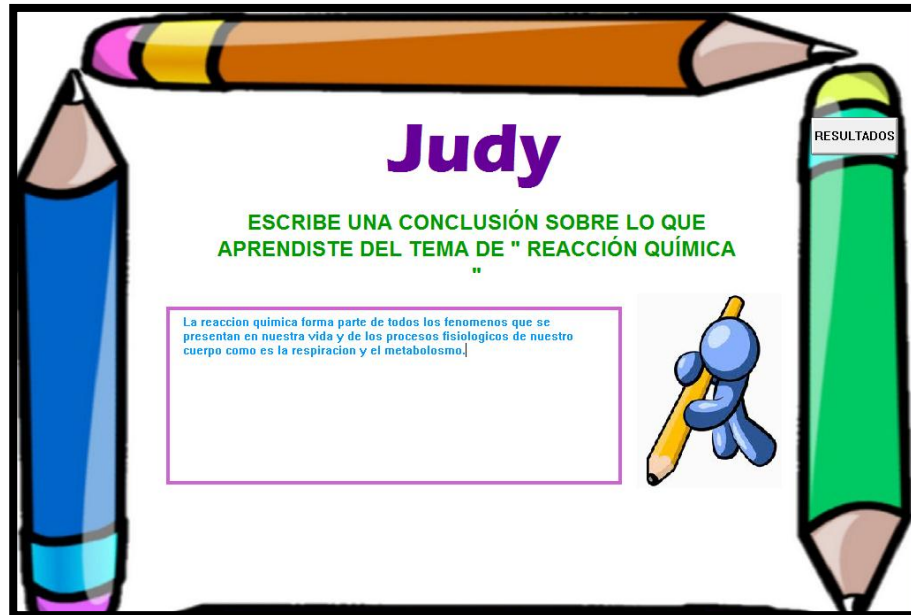 Judy
RESULTADOS
ESCRIBE UNA CONCLUSIÓN SOBRE LO QUE
APRENDISTE DEL TEMA DE " REACCIÓN QUÍMICA
"
La reaccion quimica forma parte de todos los fenomenos que se
presentan en nuestra vida y de los procesos fisiologicos de nuestro
cuerpo como es la respiracion y el metabolosmo.